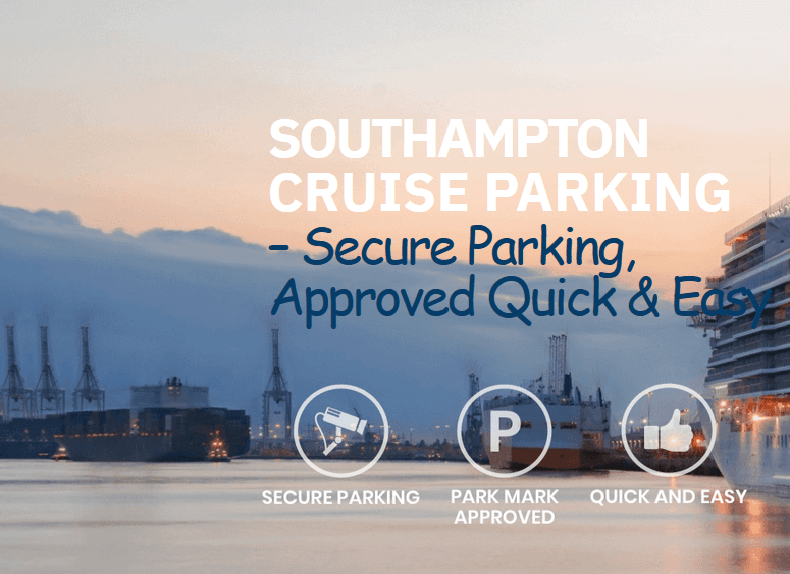 SOUTHAMPTON
CRUISE PARKING
– Secure Parking,
Approved Quick & Easy
P
SECURE PARKING
PARK MARK
APPROVED
QUICK AND EASY